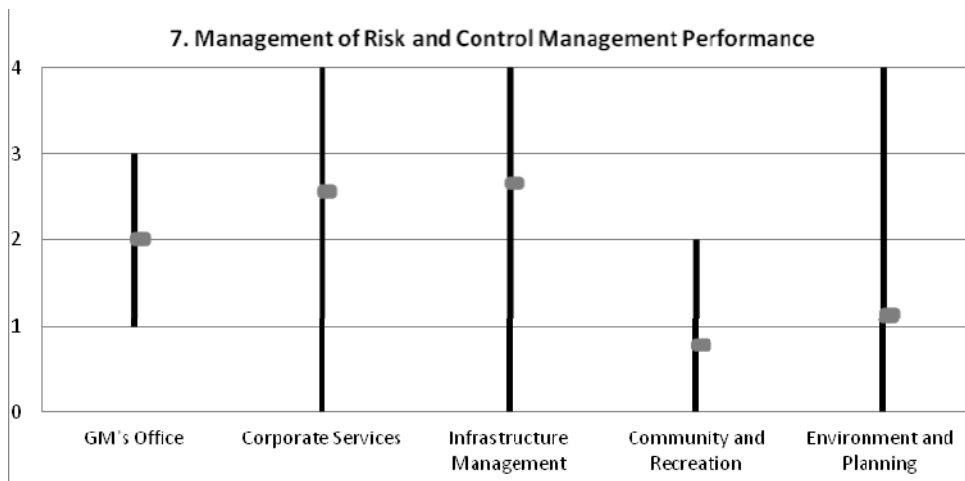 7. Management of Risk and Control Management Performance
4
3
2
1
0
GM's Office
Corporate Services
Infrastructure
Management
Community and
Recreation
Environment and
Planning